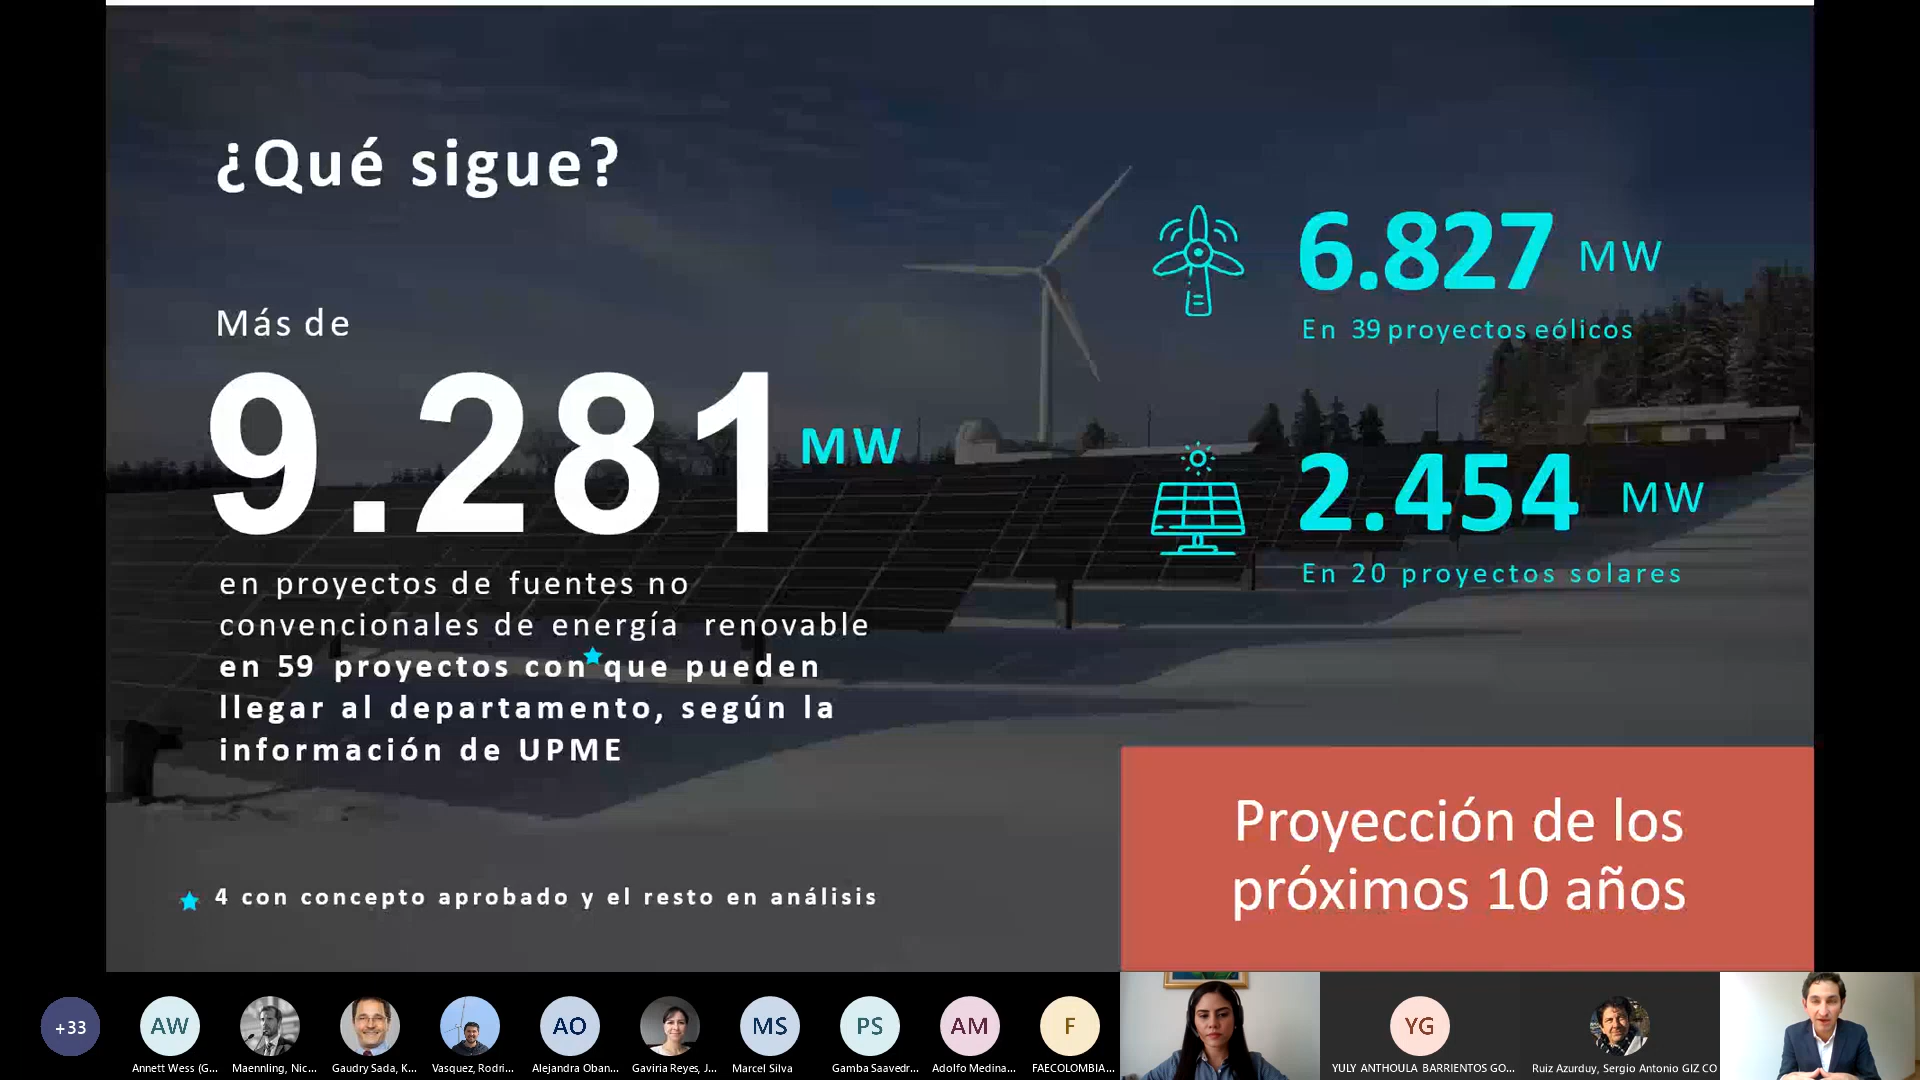 ¿Qué sigue?
Más de
9.281 MW
en proyectos de fuentes no
convencionales de energía renovable
en 59 proyectos con que pueden
llegar al departamento, según la
información de UPME
4 con concepto aprobado y el resto en análisis
6.827 MW
En 39 proyectos eólicos
2.454 MW
En 20 proyectos solares
Proyección de los
próximos 10 años
+33
AW
Annett Wess (G...
Maennling, Nic...
Gaudry Sada, K...
Vasquez, Rodri...
AO
Alejandra Oban...
Gaviria Reyes, J...
MS
Marcel Silva
PS
Gamba Saavedr...
AM
Adolfo Medina...
F
FAECOLOMBIA...
YG
YULY ANTHOULA BARRIENTOS GO...
Ruiz Azurduy, Sergio Antonio GIZ CO